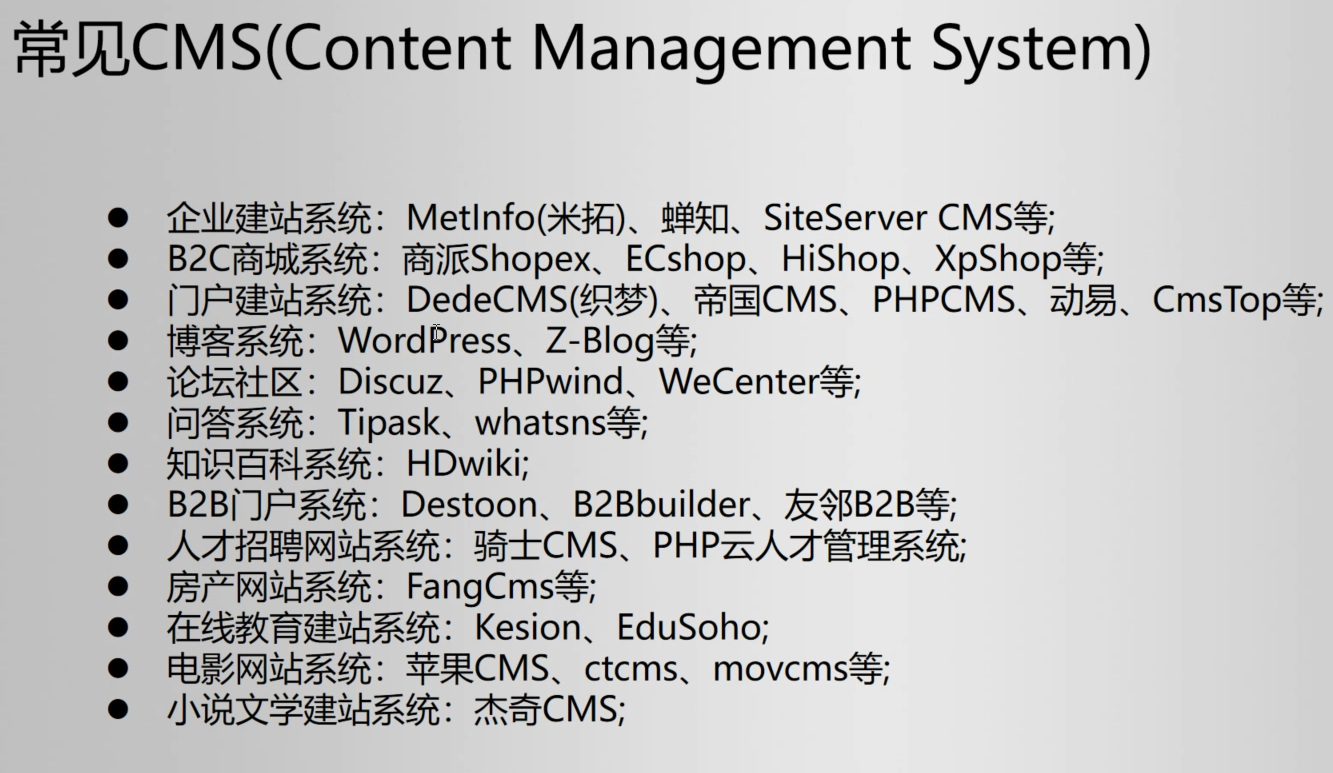 常见CMS(Content Management System)
● 企业建站系统：MetInfo(米拓)、蝉知、SiteServer CMS等;
● B2C商城系统：商派Shopex、ECshop、HiShop、XpShop等;
● 门户建站系统：DedeCMS(织梦)、帝国CMS、PHPCMS、动易、CmsTop等;
● 博客系统：WordPress、Z-Blog等;
● 论坛社区：Discuz、PHPwind、WeCenter等;
● 问答系统：Tipask、whatsns等;
● 知识百科系统：HDwiki;
● B2B门户系统：Destoon、B2Bbuilder、友邻B2B等;
● 人才招聘网站系统：骑士CMS、PHP云人才管理系统;
● 房产网站系统：FangCms等;
● 在线教育建站系统：Kesion、EduSoho;
● 电影网站系统：苹果CMS、ctcms、movcms等;
● 小说文学建站系统：杰奇CMS;